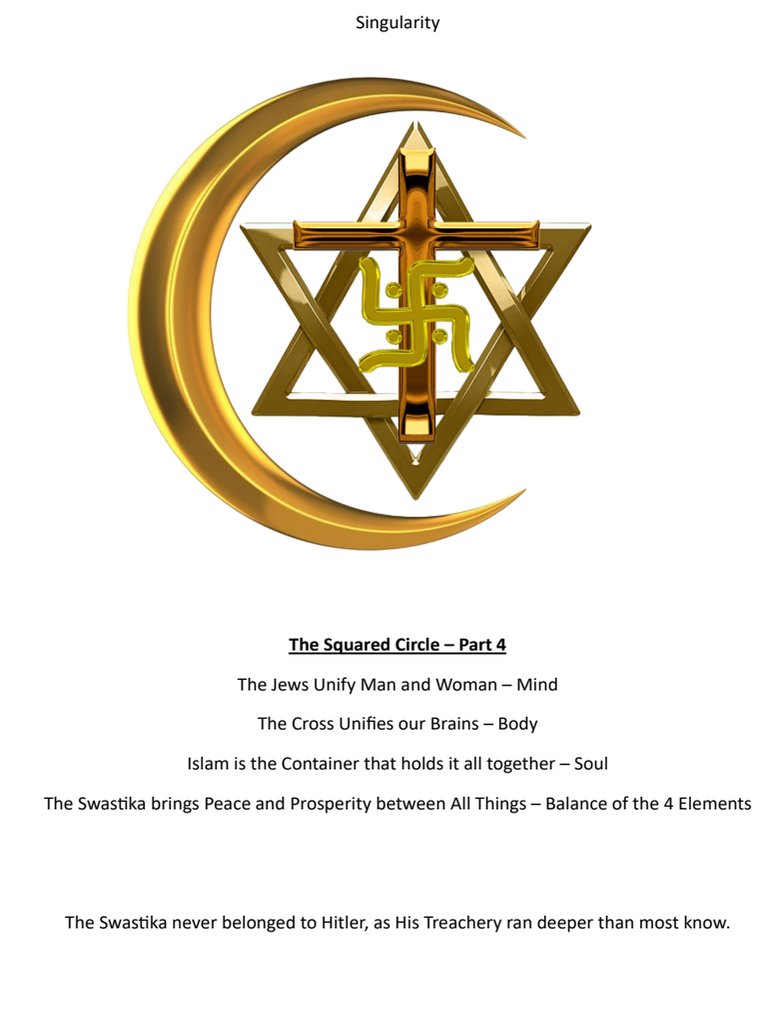 Singularity
The Squared Circle – Part 4
The Jews Unify Man and Woman – Mind
The Cross Unifies our Brains – Body
Islam is the Container that holds it all together – Soul
The Swastika brings Peace and Prosperity between All Things – Balance of the 4 Elements
The Swastika never belonged to Hitler, as His Treachery ran deeper than most know.